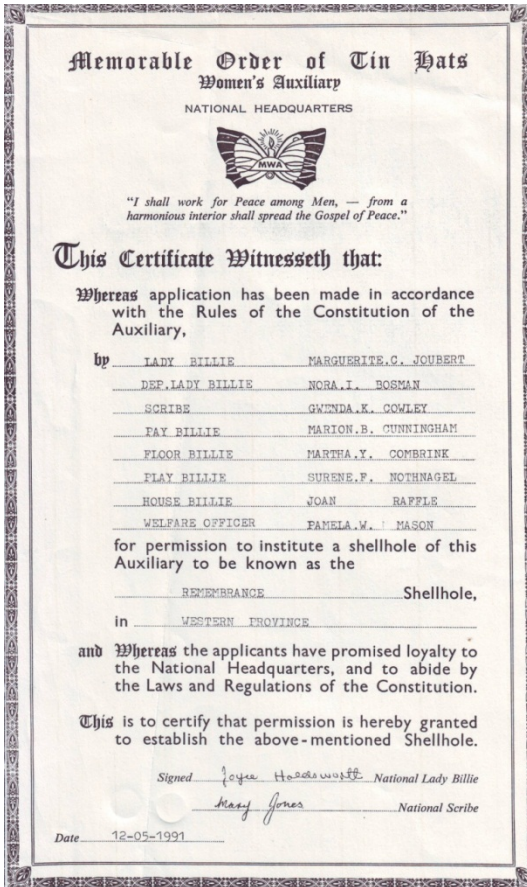 Memorable Order of Tin Hats
Women's Auxiliary
NATIONAL HEADQUARTERS
MWA
"I shall work for Peace among Men, — from a
harmonious interior shall spread the Gospel of Peace."
This Certificate Witnesseth that:
Whereas application has been made in accordance
with the Rules of the Constitution of the
Auxiliary,
by LADY BILLIE MARGUERITE.C. JOUBERT
DEP.LADY BILLIE NORA.I. BOSMAN
SCRIBE GWENDA.K. COWLEY
PAY BILLIE MARION.B. CUNNINGHAM
FLOOR BILLIE MARTHA.Y. COMBRINK
PLAY BILLIE SURENE.F. NOTHNAGEL
HOUSE BILLIE JOAN RAFFLE
WELFARE OFFICER PAMELA.W. MASON
for permission to institute a shellhole of this
Auxiliary to be known as the
REMEMBRANCE Shellhole,
in WESTERN PROVINCE
and Whereas the applicants have promised loyalty to
the National Headquarters, and to abide by
the Laws and Regulations of the Constitution.
This is to certify that permission is hereby granted
to establish the above-mentioned Shellhole.
Signed Joyce Holdsworth National Lady Billie
Mary Jones National Scribe
Date 12-05-1991